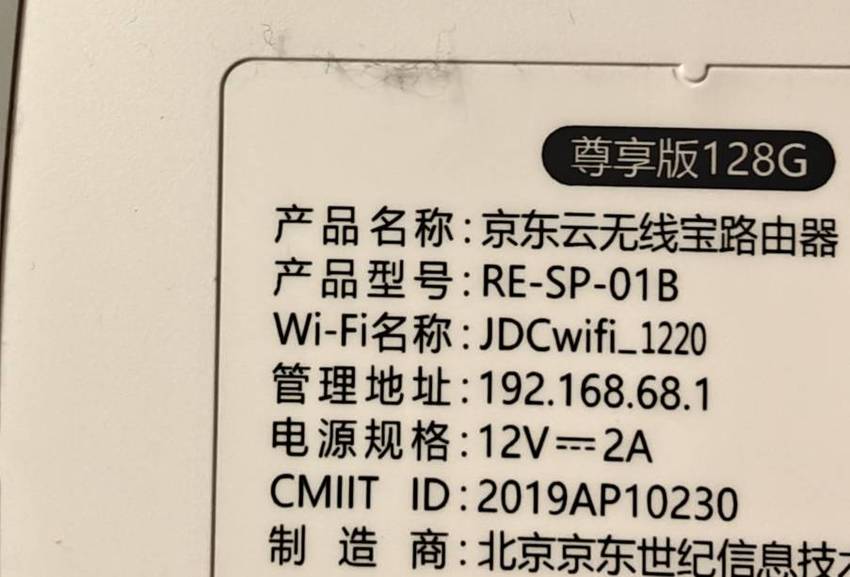 尊享版128G
产品名称:京东云无线宝路由器
产品型号:RE-SP-01B
Wi-Fi名称:JDCwifi_1220
管理地址:192.168.68.1
电源规格:12V⎓2A
CMIIT ID:2019AP10230
制 造 商:北京京东世纪信息技